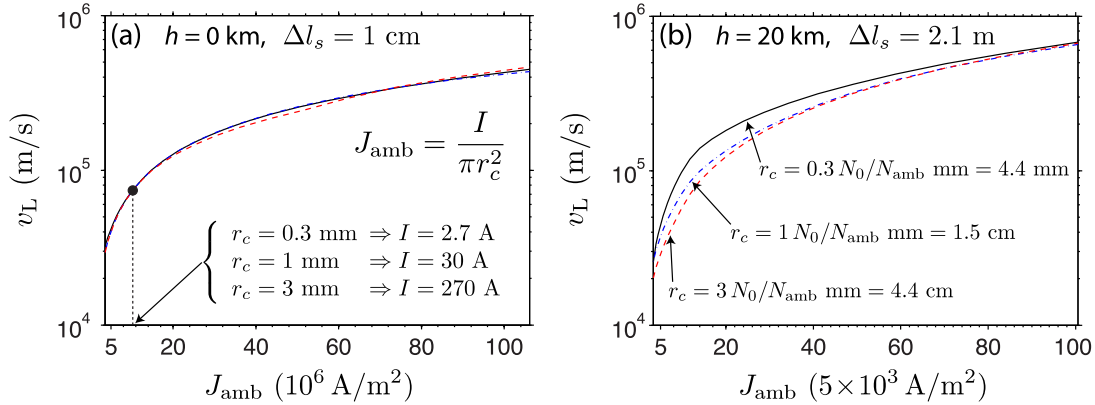 (a) h = 0 km, Δl_s = 1 cm
10^6
10^5
10^4
v_L (m/s)
J_amb = I / πr_c^2
r_c = 0.3 mm ⇒ I = 2.7 A
r_c = 1 mm ⇒ I = 30 A
r_c = 3 mm ⇒ I = 270 A
5 20 40 60 80 100
J_amb (10^6 A/m^2)
(b) h = 20 km, Δl_s = 2.1 m
10^6
10^5
10^4
v_L (m/s)
r_c = 0.3 N_0/N_amb mm = 4.4 mm
r_c = 1 N_0/N_amb mm = 1.5 cm
r_c = 3 N_0/N_amb mm = 4.4 cm
5 20 40 60 80 100
J_amb (5×10^3 A/m^2)